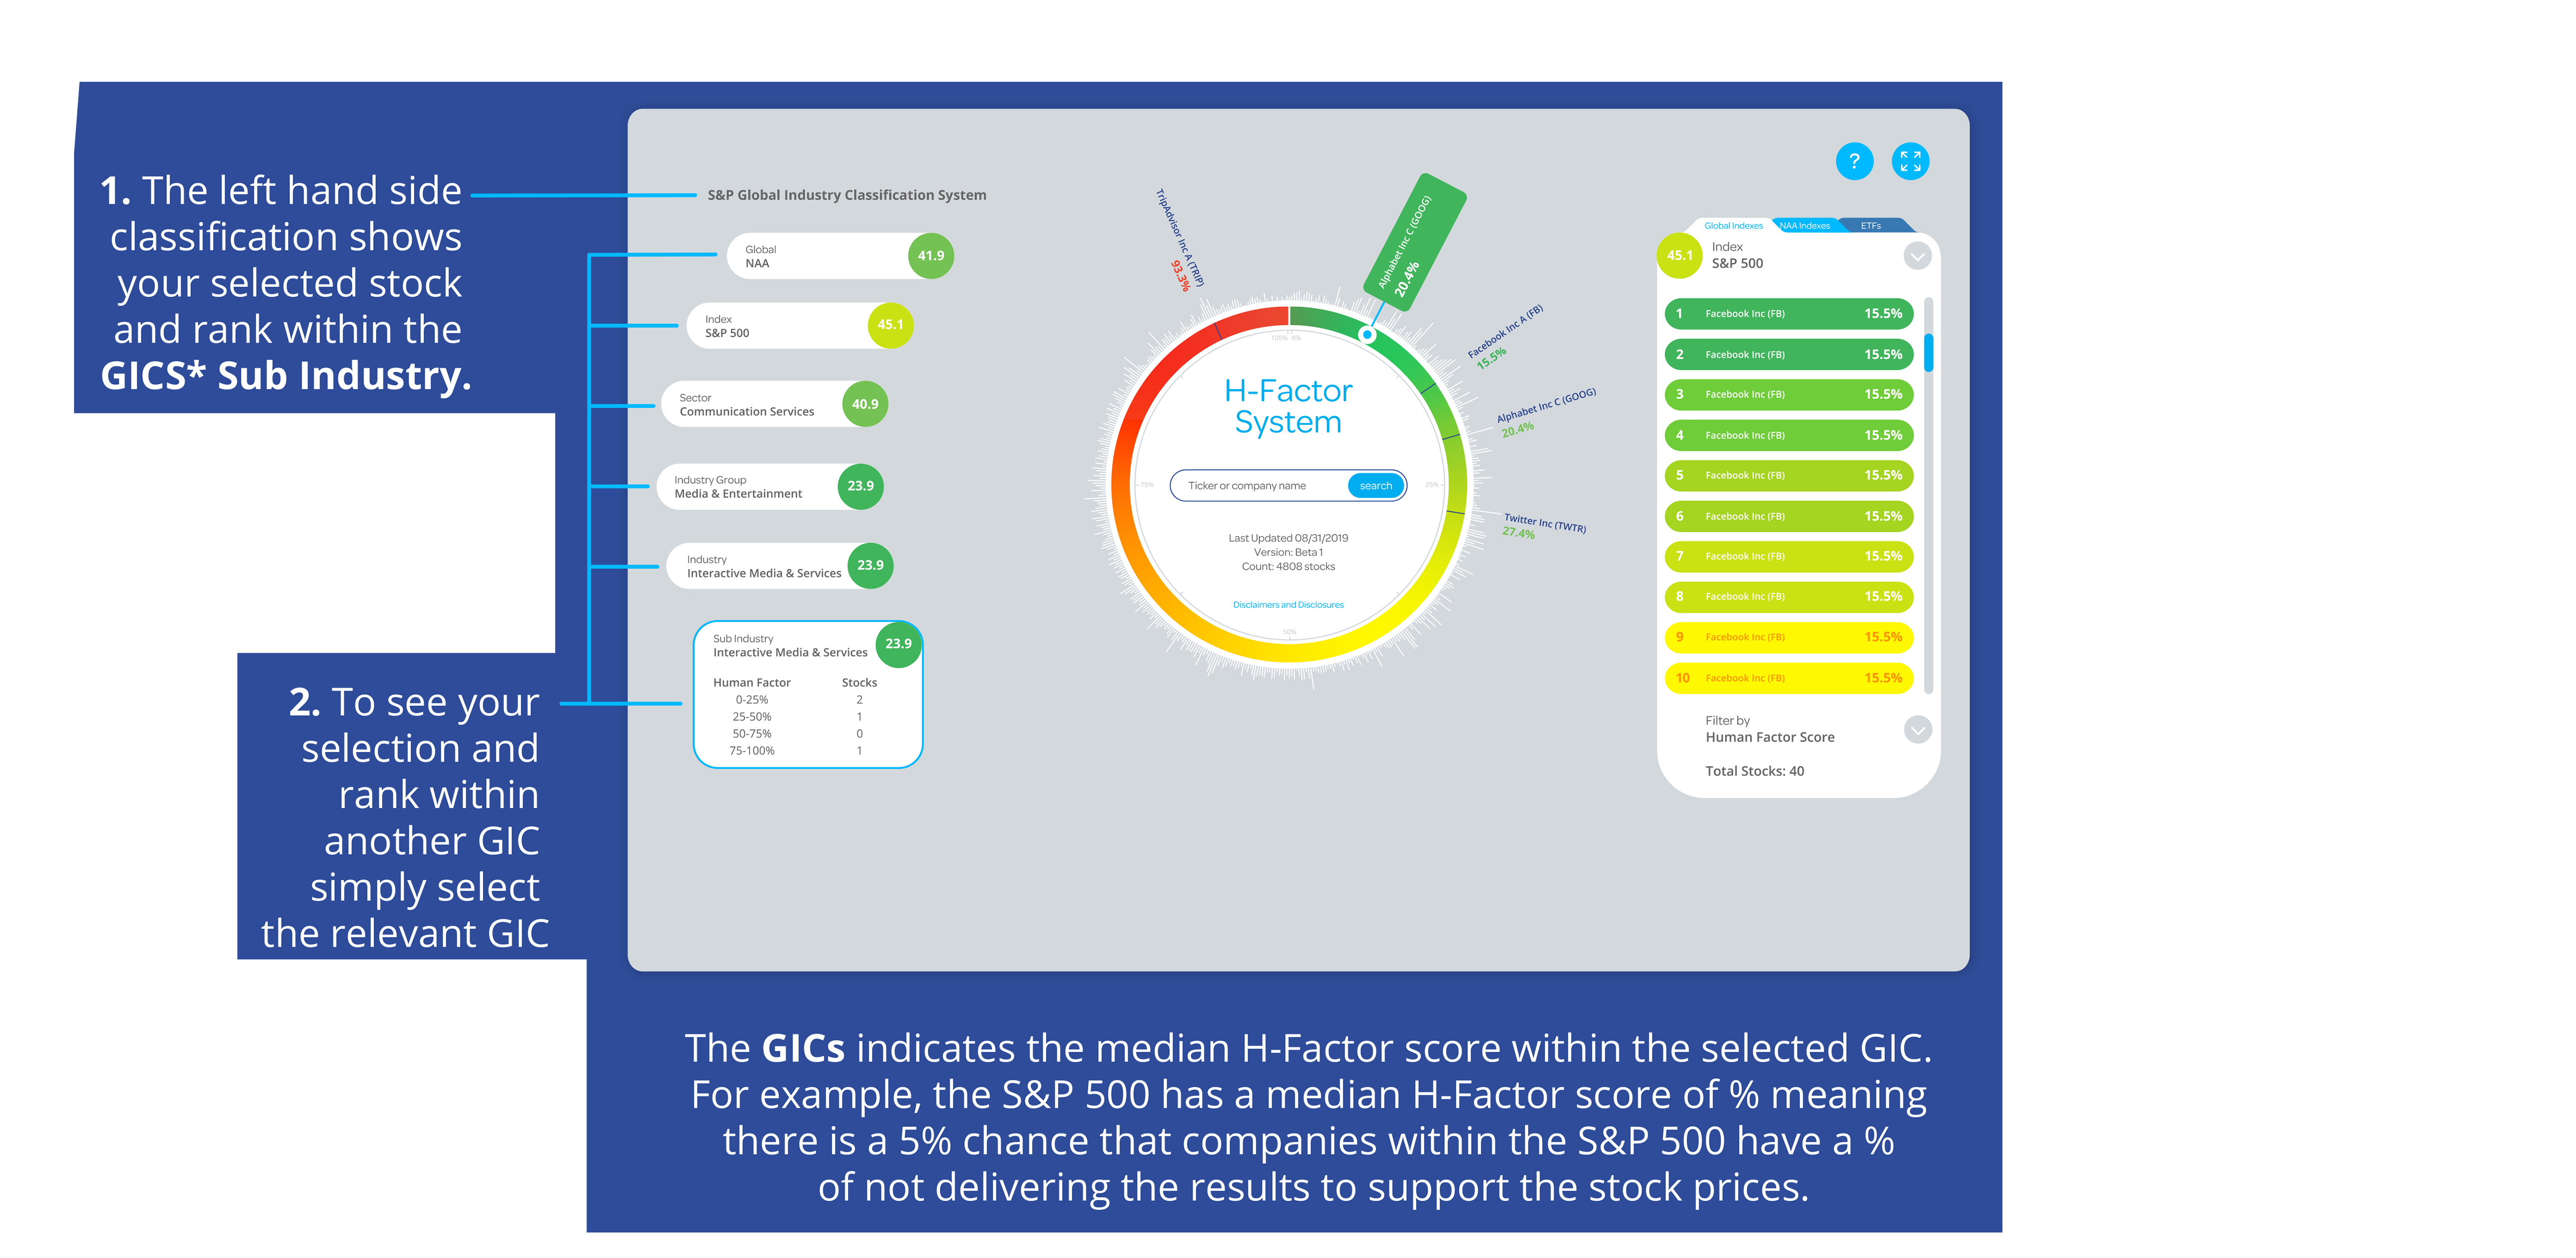 1. The left hand side
classification shows
your selected stock
and rank within the
GICS* Sub Industry.
2. To see your
selection and
rank within
another GIC
simply select
the relevant GIC
S&P Global Industry Classification System
Global
NAA
41.9
Index
S&P 500
45.1
Sector
Communication Services
40.9
Industry Group
Media & Entertainment
23.9
Industry
Interactive Media & Services
23.9
Sub Industry
Interactive Media & Services
23.9
Human Factor Stocks
0-25% 2
25-50% 1
50-75% 0
75-100% 1
TripAdvisor Inc A (TRIP)
93.3%
Alphabet Inc C (GOOG)
20.4%
Facebook Inc A (FB)
15.5%
Alphabet Inc C (GOOG)
20.4%
Twitter Inc (TWTR)
27.4%
100% 0%
75%
25%
50%
H-Factor
System
Ticker or company name search
Last Updated 08/31/2019
Version: Beta 1
Count: 4808 stocks
Disclaimers and Disclosures
?
Global Indexes NAA Indexes ETFs
45.1
Index
S&P 500
1 Facebook Inc (FB) 15.5%
2 Facebook Inc (FB) 15.5%
3 Facebook Inc (FB) 15.5%
4 Facebook Inc (FB) 15.5%
5 Facebook Inc (FB) 15.5%
6 Facebook Inc (FB) 15.5%
7 Facebook Inc (FB) 15.5%
8 Facebook Inc (FB) 15.5%
9 Facebook Inc (FB) 15.5%
10 Facebook Inc (FB) 15.5%
Filter by
Human Factor Score
Total Stocks: 40
The GICs indicates the median H-Factor score within the selected GIC.
For example, the S&P 500 has a median H-Factor score of % meaning
there is a 5% chance that companies within the S&P 500 have a %
of not delivering the results to support the stock prices.